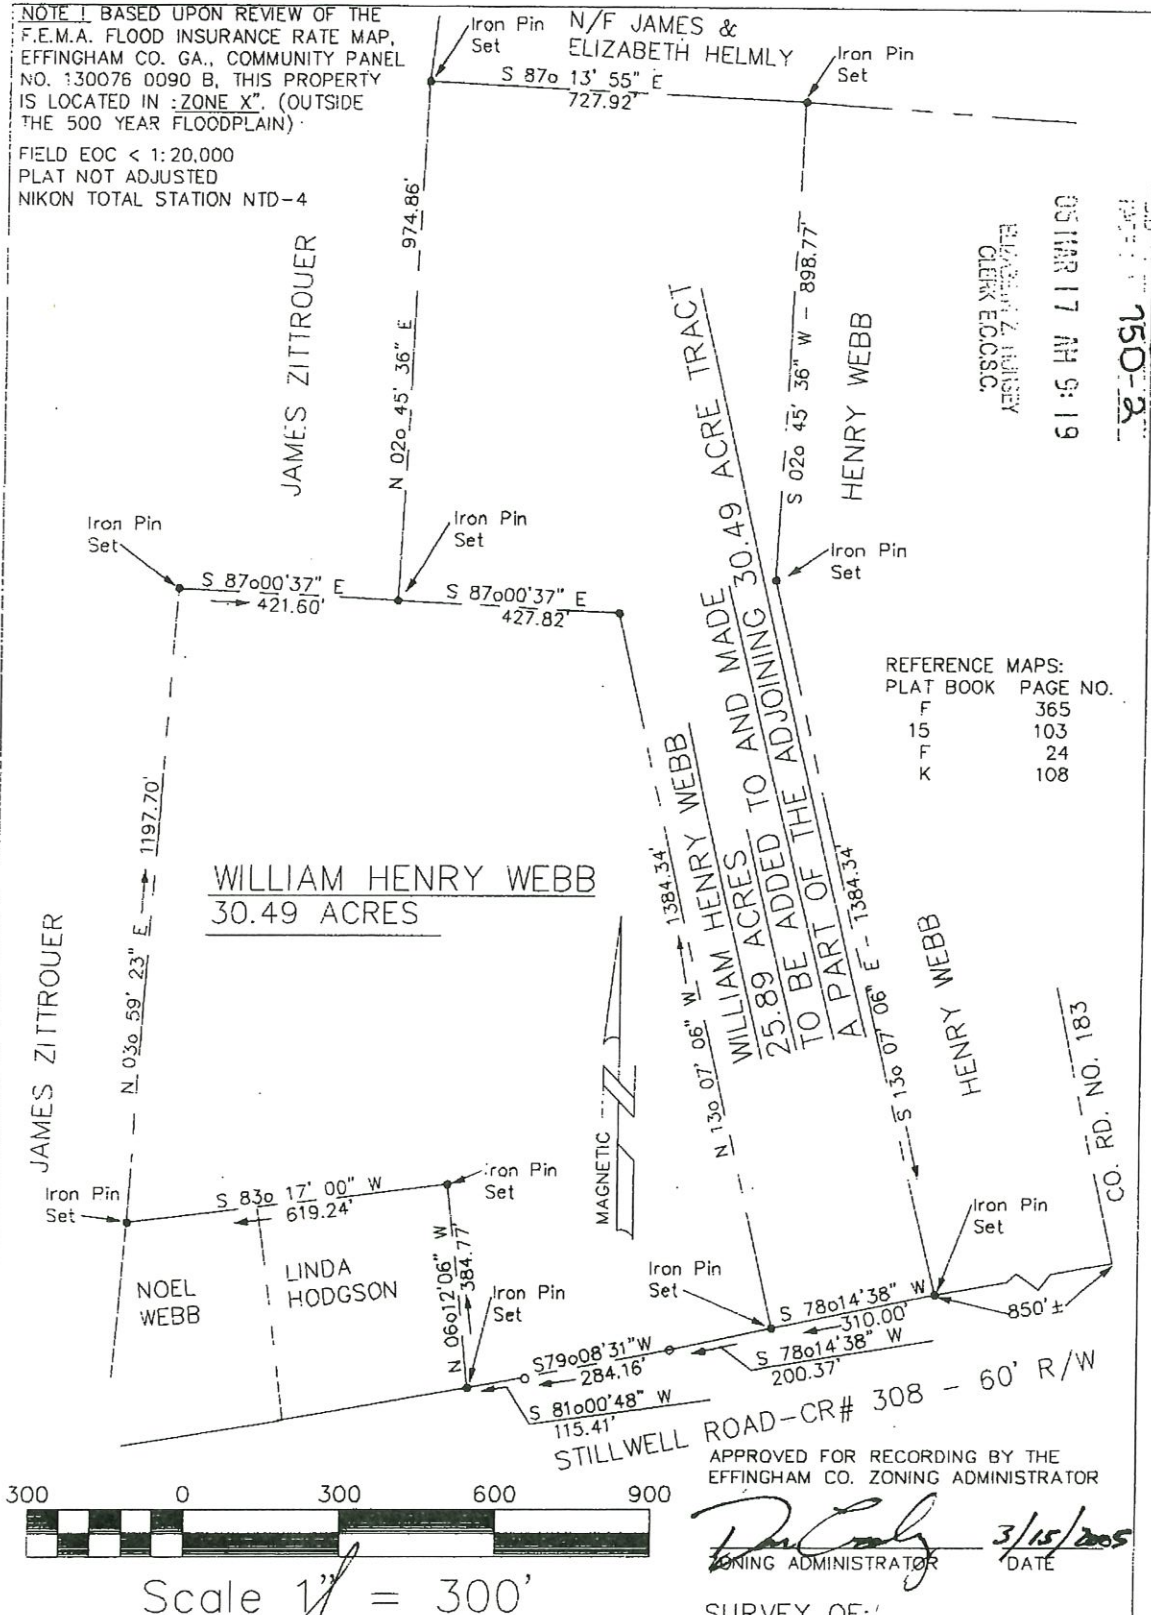 NOTE ! BASED UPON REVIEW OF THE
F.E.M.A. FLOOD INSURANCE RATE MAP,
EFFINGHAM CO. GA., COMMUNITY PANEL
NO. 130076 0090 B, THIS PROPERTY
IS LOCATED IN :ZONE X". (OUTSIDE
THE 500 YEAR FLOODPLAIN)
FIELD EOC < 1:20,000
PLAT NOT ADJUSTED
NIKON TOTAL STATION NTD-4
Iron Pin
Set
N/F JAMES &
ELIZABETH HELMLY
S 87o 13' 55" E
727.92'
Iron Pin
Set
750-2
05 MAR 17 AM 9:19
CLERK E.C.C.S.C.
JAMES ZITTROUER
N 02o 45' 36" E 974.86'
S 02o 45' 36" W - 898.77'
HENRY WEBB
Iron Pin
Set
Iron Pin
Set
Iron Pin
Set
S 87o00'37" E
421.60'
S 87o00'37" E
427.82'
WILLIAM HENRY WEBB
25.89 ACRES TO AND MADE
TO BE ADDED THE ADJOINING 30.49 ACRE TRACT
A PART OF
REFERENCE MAPS:
PLAT BOOK PAGE NO.
F 365
15 103
F 24
K 108
N 03o 59' 23" E 1197.70'
WILLIAM HENRY WEBB
30.49 ACRES
N 13o 07' 06" W 1384.34'
S 13o 07' 06" E - 1384.34'
HENRY WEBB
JAMES ZITTROUER
MAGNETIC
CO. RD. NO. 183
Iron Pin
Set
S 83o 17' 00" W
619.24'
Iron Pin
Set
NOEL
WEBB
LINDA
HODGSON
N 06o12'06" W
384.77'
Iron Pin
Set
Iron Pin
Set
Iron Pin
Set
S 78o14'38" W
310.00'
850'±
S79o08'31"W
284.16'
S 78o14'38" W
200.37'
S 81o00'48" W
115.41'
STILLWELL ROAD-CR# 308 - 60' R/W
APPROVED FOR RECORDING BY THE
EFFINGHAM CO. ZONING ADMINISTRATOR
3/15/2005
ZONING ADMINISTRATOR DATE
300 0 300 600 900
Scale 1" = 300'
SURVEY OF: